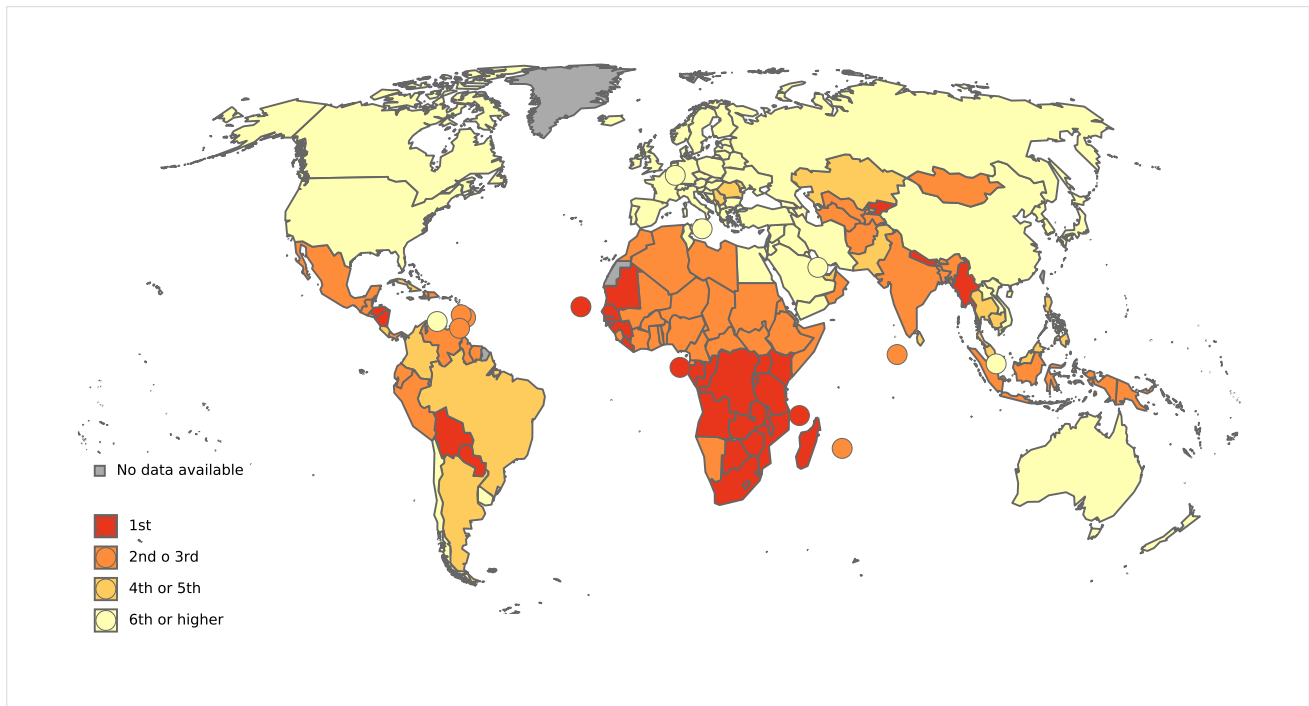 No data available
1st
2nd o 3rd
4th or 5th
6th or higher